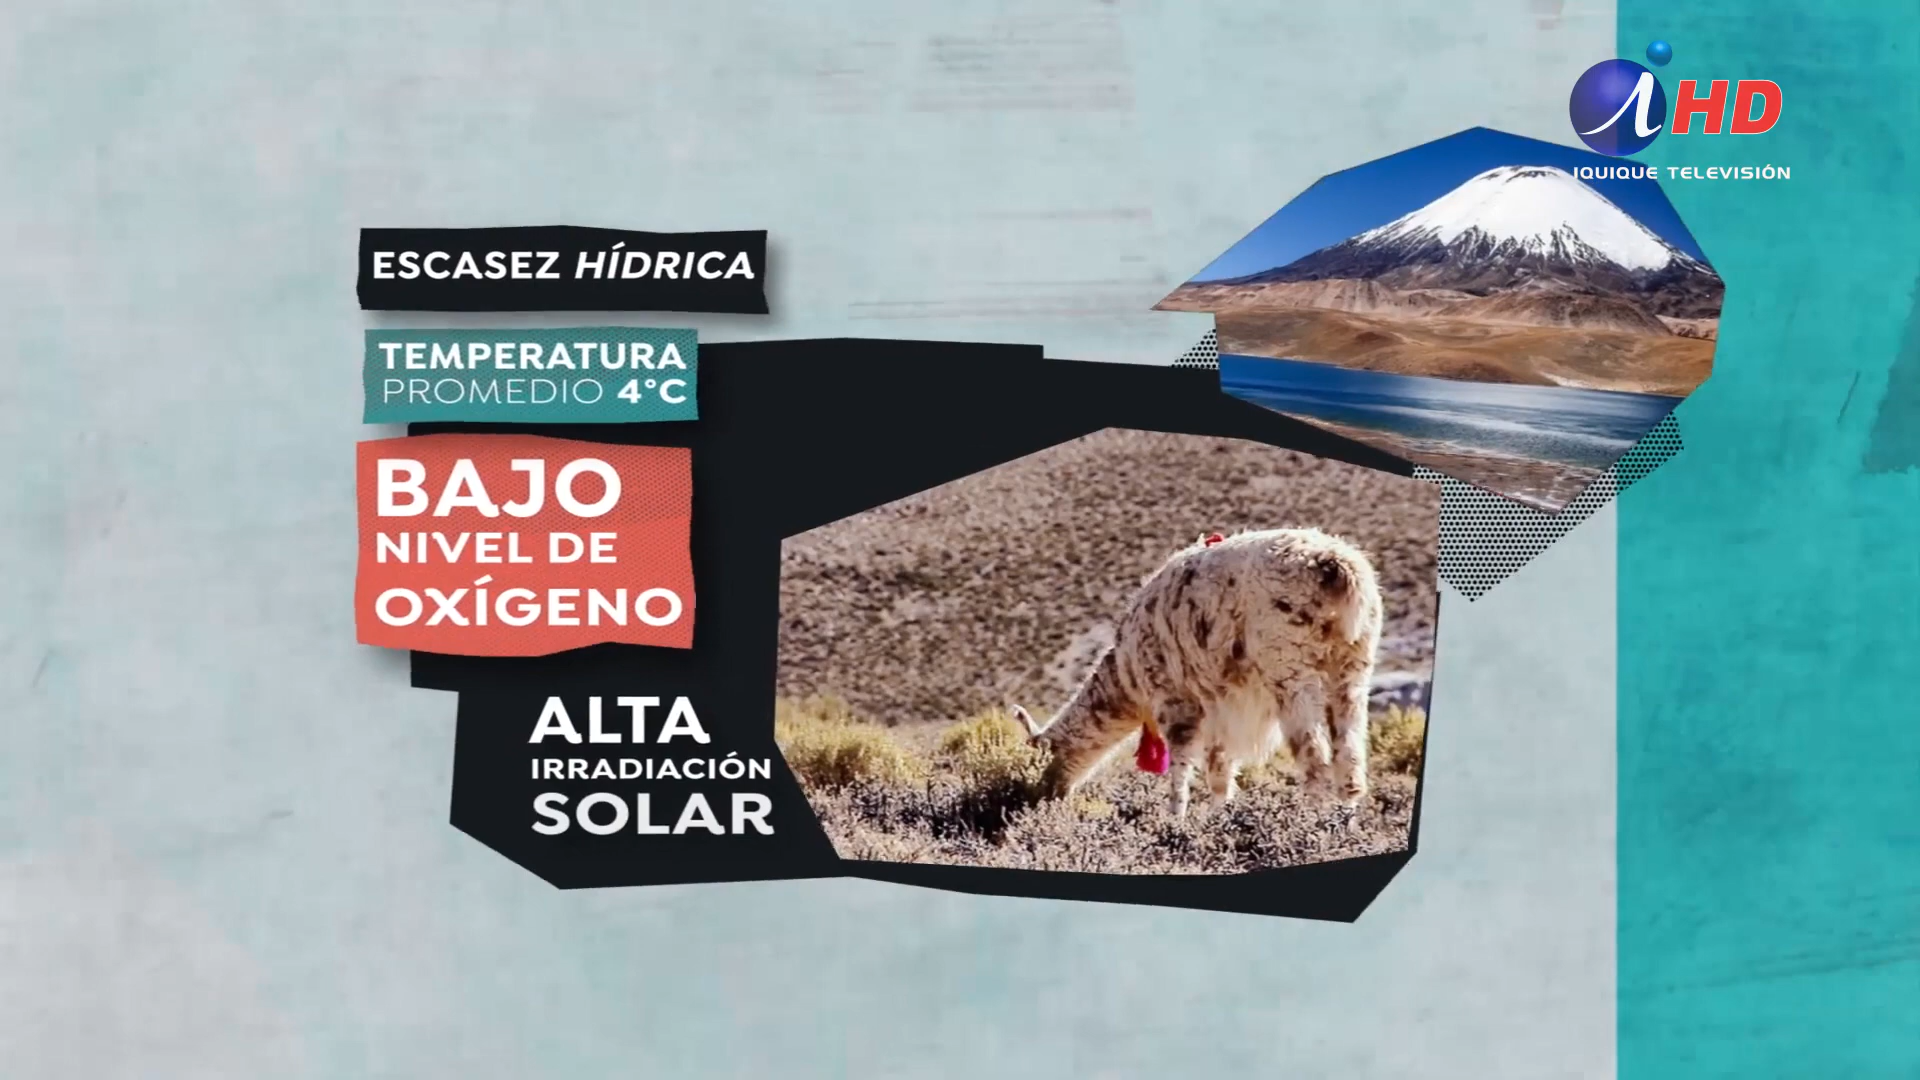 HD
IQUIQUE TELEVISIÓN
ESCASEZ HÍDRICA
TEMPERATURA
PROMEDIO 4°C
BAJO
NIVEL DE
OXÍGENO
ALTA
IRRADIACIÓN
SOLAR